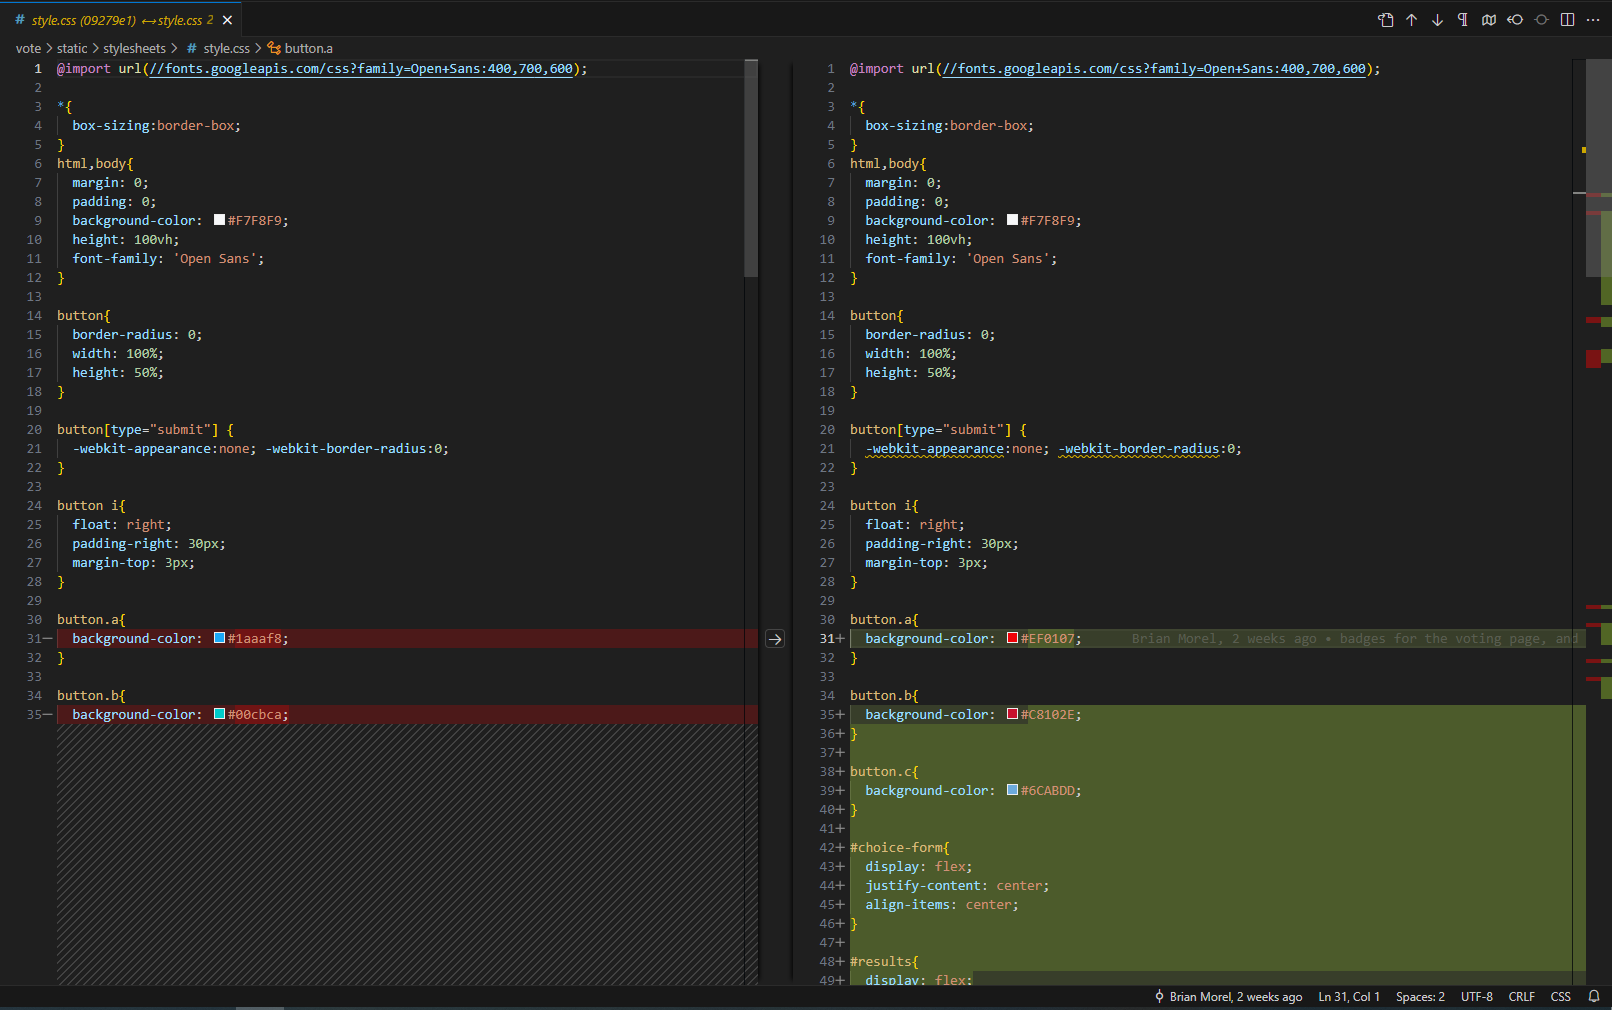 # style.css (09279e1) ↔ style.css 2
vote > static > stylesheets > # style.css > button.a
1 @import url(//fonts.googleapis.com/css?family=Open+Sans:400,700,600);
2
3 *{
4 box-sizing:border-box;
5 }
6 html,body{
7 margin: 0;
8 padding: 0;
9 background-color: #F7F8F9;
10 height: 100vh;
11 font-family: 'Open Sans';
12 }
13
14 button{
15 border-radius: 0;
16 width: 100%;
17 height: 50%;
18 }
19
20 button[type="submit"] {
21 -webkit-appearance:none; -webkit-border-radius:0;
22 }
23
24 button i{
25 float: right;
26 padding-right: 30px;
27 margin-top: 3px;
28 }
29
30 button.a{
31− background-color: #1aaaf8;
32 }
33
34 button.b{
35− background-color: #00cbca;
1 @import url(//fonts.googleapis.com/css?family=Open+Sans:400,700,600);
2
3 *{
4 box-sizing:border-box;
5 }
6 html,body{
7 margin: 0;
8 padding: 0;
9 background-color: #F7F8F9;
10 height: 100vh;
11 font-family: 'Open Sans';
12 }
13
14 button{
15 border-radius: 0;
16 width: 100%;
17 height: 50%;
18 }
19
20 button[type="submit"] {
21 -webkit-appearance:none; -webkit-border-radius:0;
22 }
23
24 button i{
25 float: right;
26 padding-right: 30px;
27 margin-top: 3px;
28 }
29
30 button.a{
31+ background-color: #EF0107; Brian Morel, 2 weeks ago • badges for the voting page, and
32 }
33
34 button.b{
35+ background-color: #C8102E;
36+ }
37+
38+ button.c{
39+ background-color: #6CABDD;
40+ }
41+
42+ #choice-form{
43+ display: flex;
44+ justify-content: center;
45+ align-items: center;
46+ }
47+
48+ #results{
49+ display: flex;
Brian Morel, 2 weeks ago Ln 31, Col 1 Spaces: 2 UTF-8 CRLF CSS